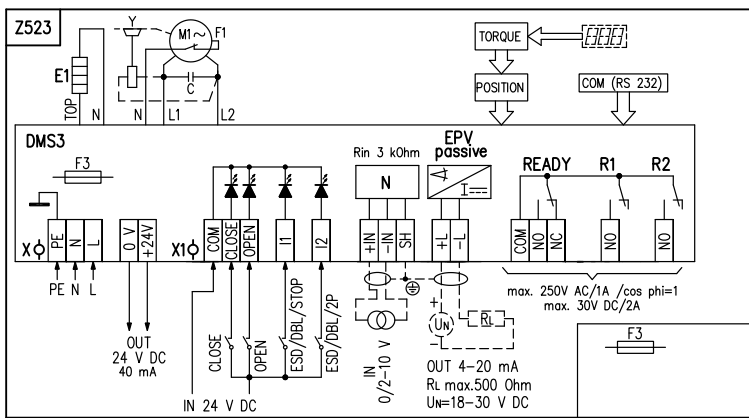 Z523
Y
M1~
F1
E1
C
TOP
N
N
L1
L2
TORQUE
POSITION
COM (RS 232)
DMS3
F3
Rin 3 kOhm
N
EPV
passive
I
READY
R1
R2
X
PE
N
L
0 V
+24V
X1
COM
CLOSE
OPEN
I1
I2
+IN
-IN
SH
+L
-L
COM
NO
NC
NO
NO
PE N L
OUT
24 V DC
40 mA
CLOSE
OPEN
ESD/DBL/STOP
ESD/DBL/2P
IN 24 V DC
IN
0/2-10 V
+
UN
-
RL
OUT 4-20 mA
RL max.500 Ohm
UN=18-30 V DC
max. 250V AC/1A /cos phi=1
max. 30V DC/2A
F3